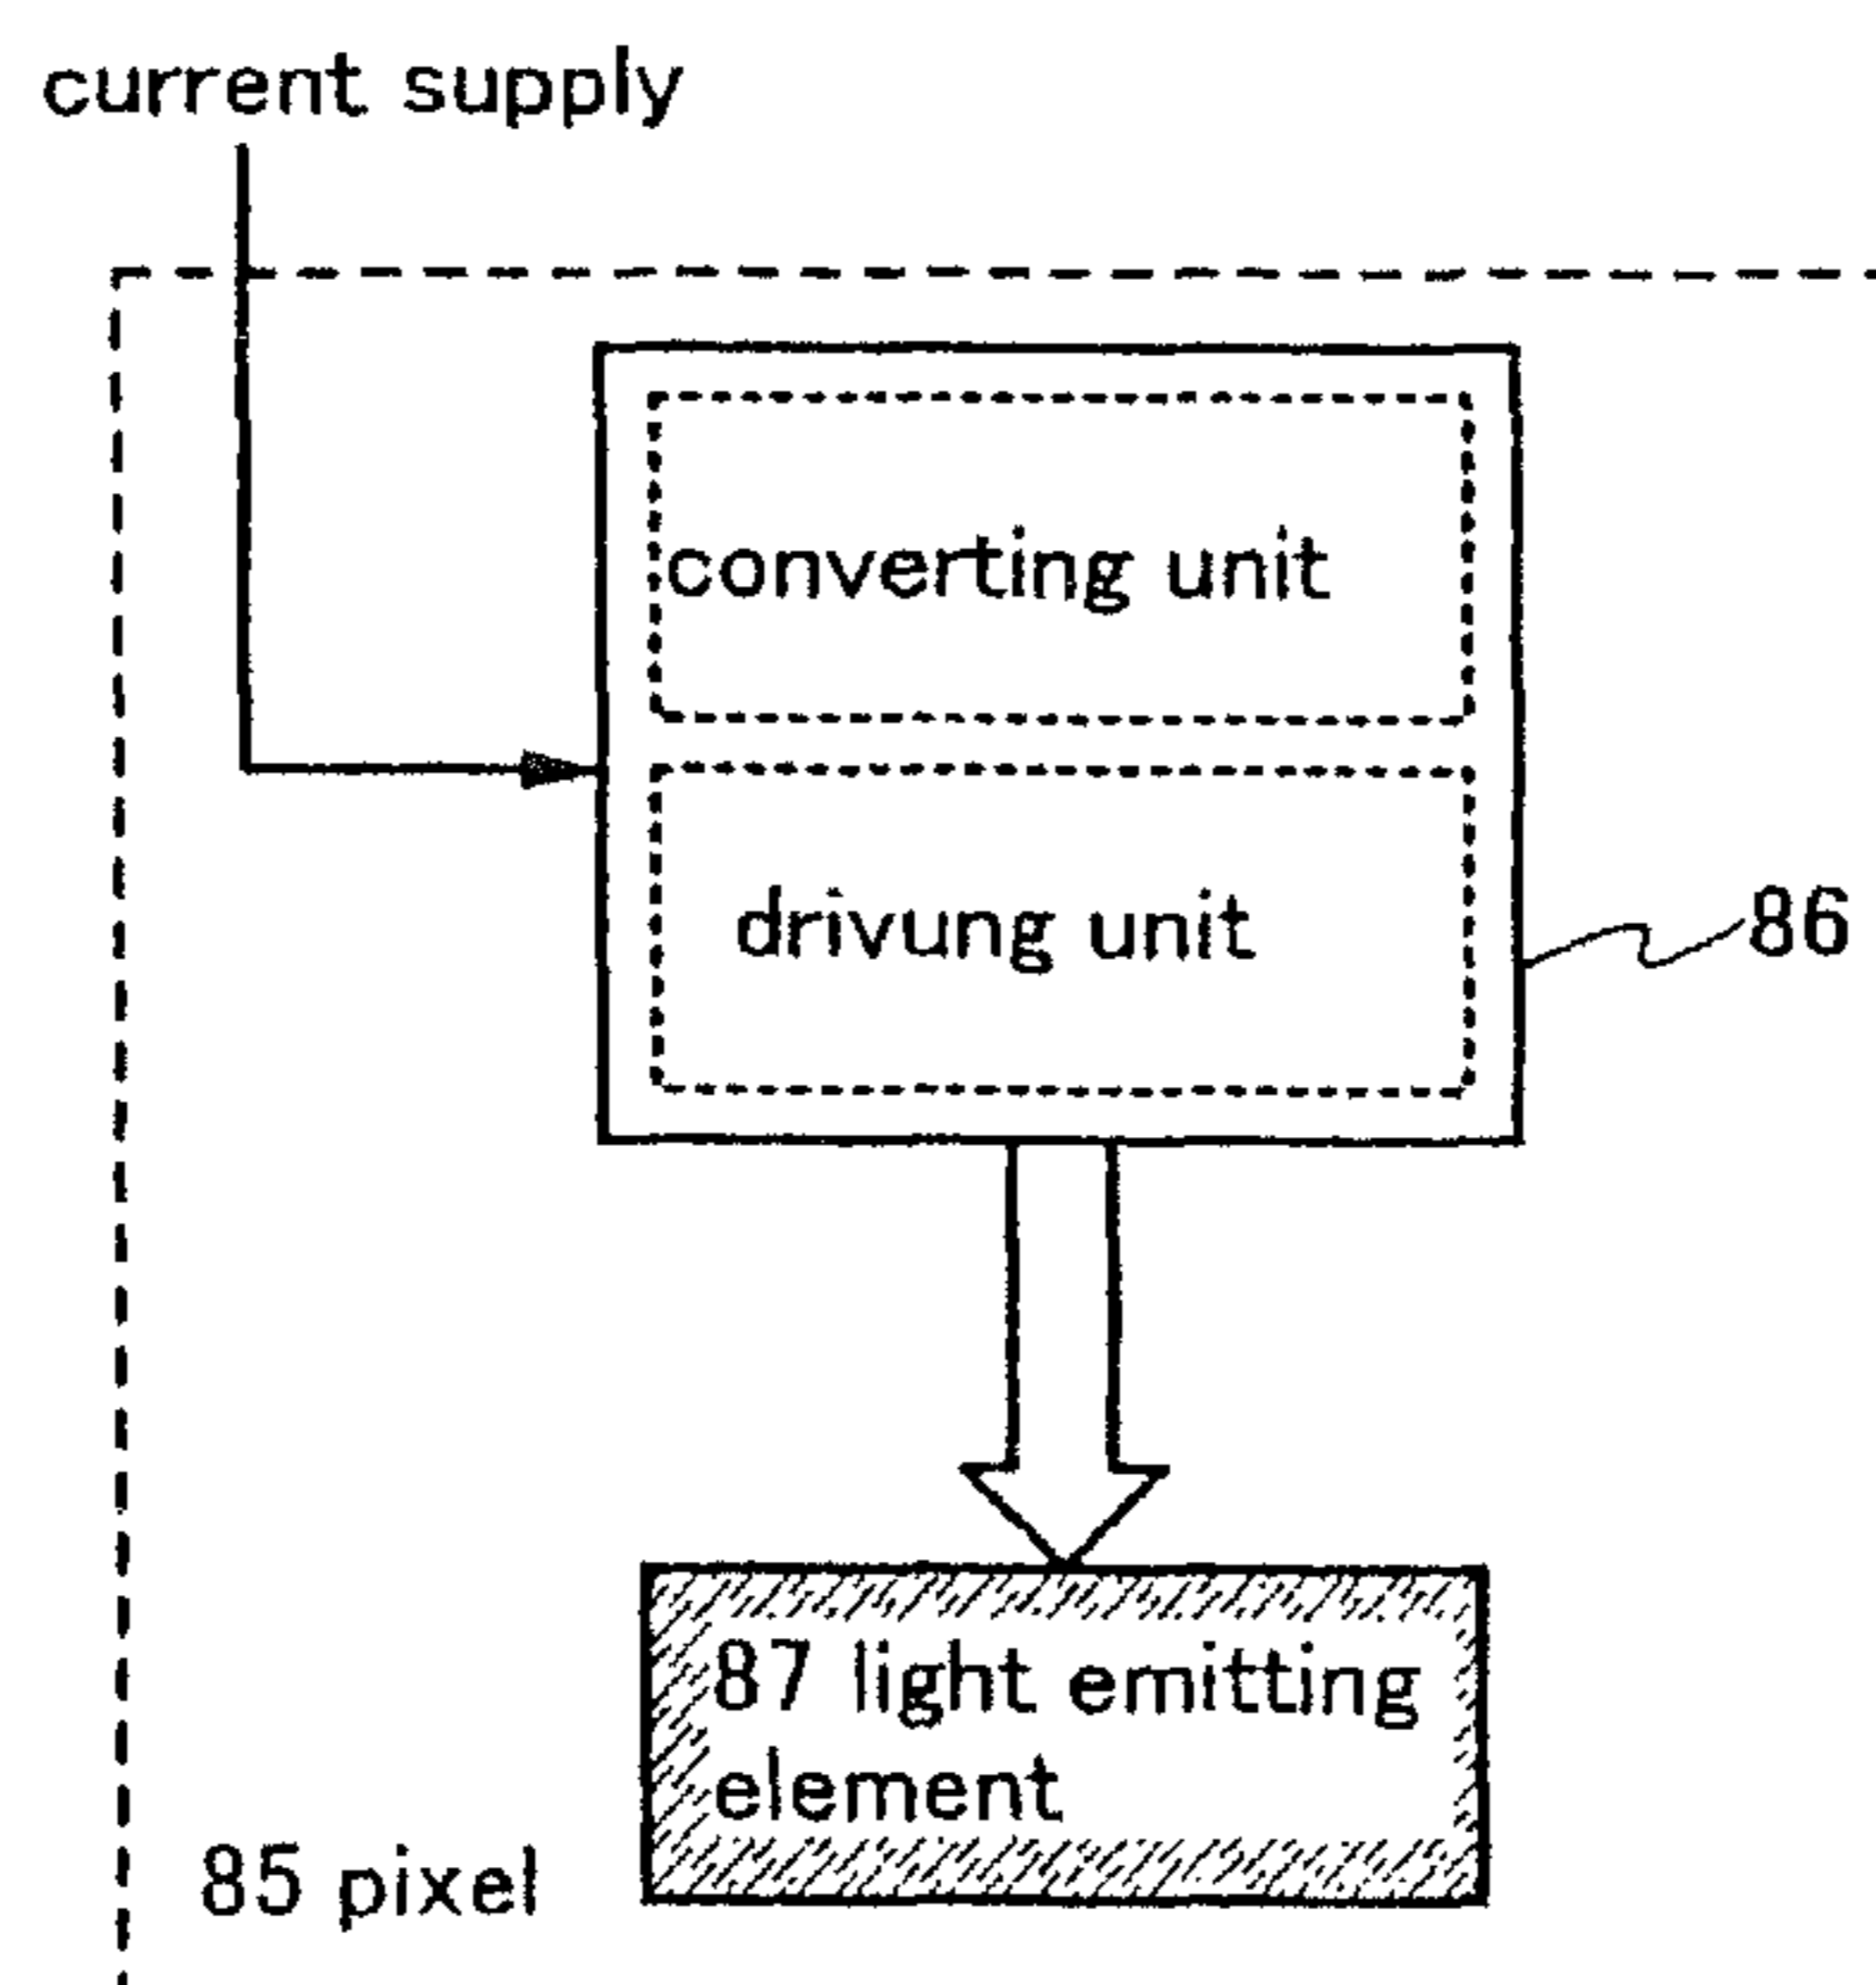 current supply
converting unit
drivung unit
86
87 light emitting
element
85 pixel